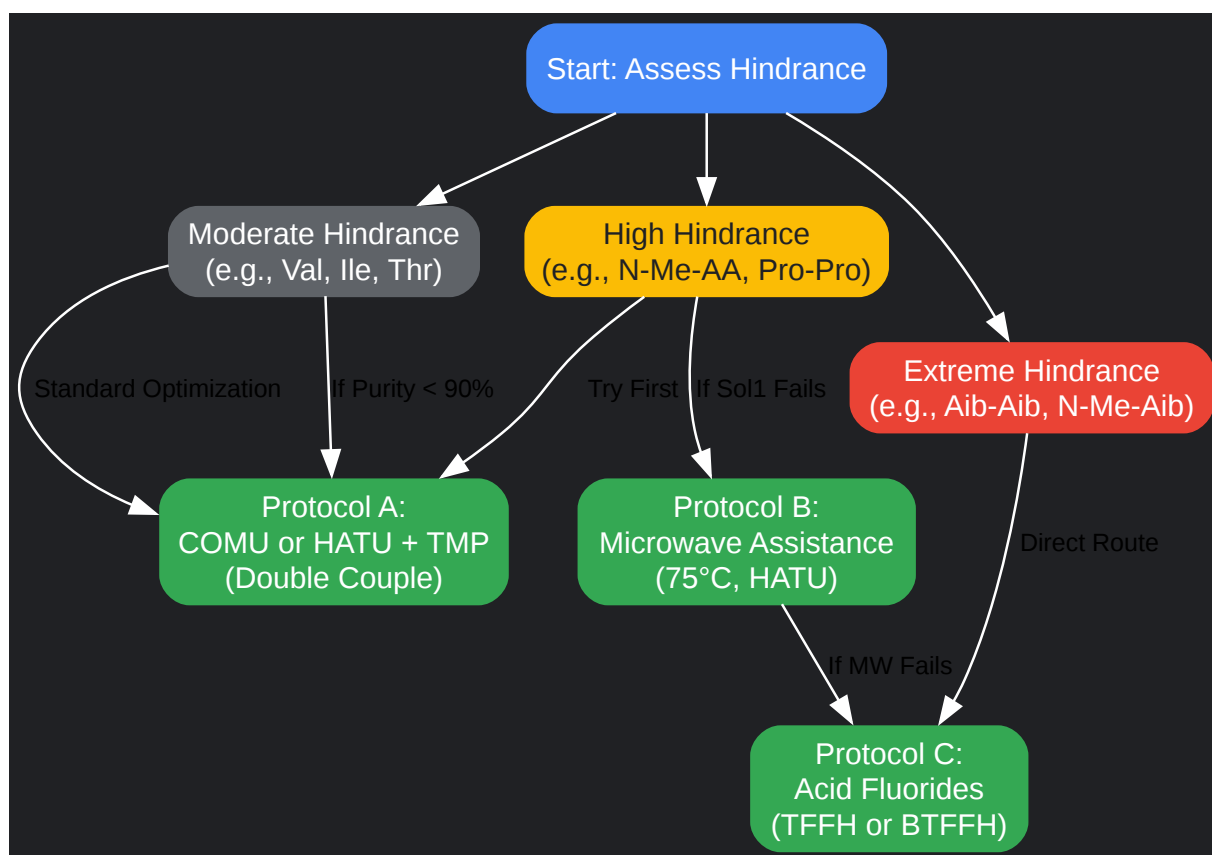 Start: Assess Hindrance
Moderate Hindrance
(e.g., Val, Ile, Thr)
High Hindrance
(e.g., N-Me-AA, Pro-Pro)
Extreme Hindrance
(e.g., Aib-Aib, N-Me-Aib)
Standard Optimization
If Purity < 90%
Try First
If Sol1 Fails
Protocol A:
COMU or HATU + TMP
(Double Couple)
Protocol B:
Microwave Assistance
(75°C, HATU)
Direct Route
If MW Fails
Protocol C:
Acid Fluorides
(TFFH or BTFFH)